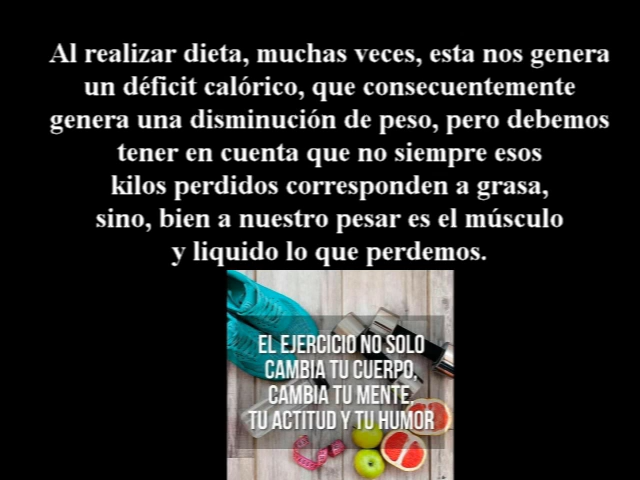 Al realizar dieta, muchas veces, esta nos genera
un déficit calórico, que consecuentemente
genera una disminución de peso, pero debemos
tener en cuenta que no siempre esos
kilos perdidos corresponden a grasa,
sino, bien a nuestro pesar es el músculo
y liquido lo que perdemos.
EL EJERCICIO NO SOLO
CAMBIA TU CUERPO,
CAMBIA TU MENTE,
TU ACTITUD Y TU HUMOR